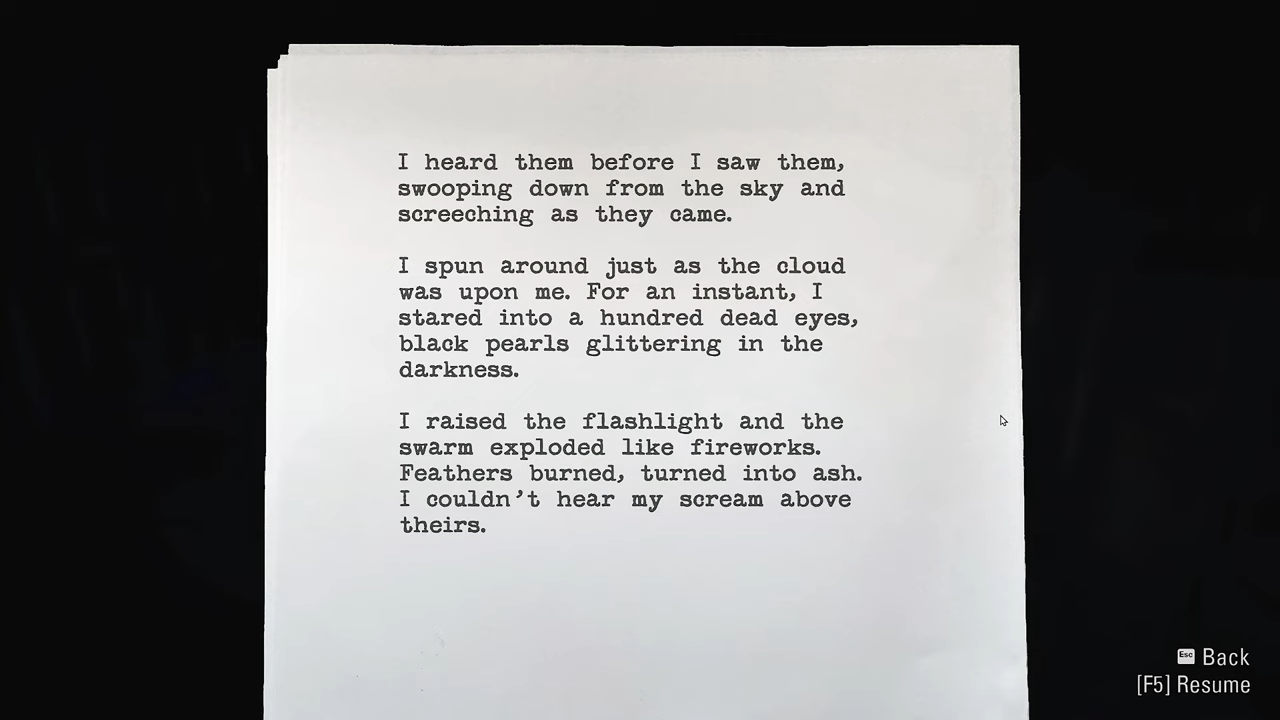 I heard them before I saw them,
swooping down from the sky and
screeching as they came.
I spun around just as the cloud
was upon me. For an instant, I
stared into a hundred dead eyes,
black pearls glittering in the
darkness.
I raised the flashlight and the
swarm exploded like fireworks.
Feathers burned, turned into ash.
I couldn't hear my scream above
theirs.
Esc Back
[F5] Resume